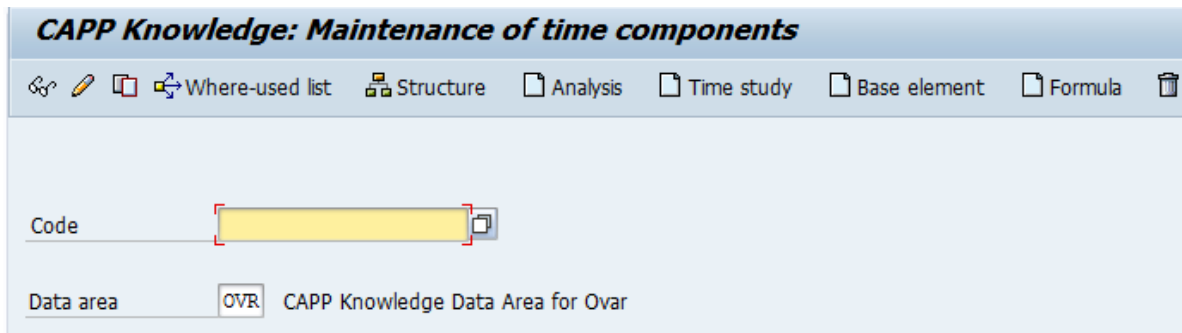 CAPP Knowledge: Maintenance of time components
Where-used list Structure Analysis Time study Base element Formula
Code
Data area OVR CAPP Knowledge Data Area for Ovar